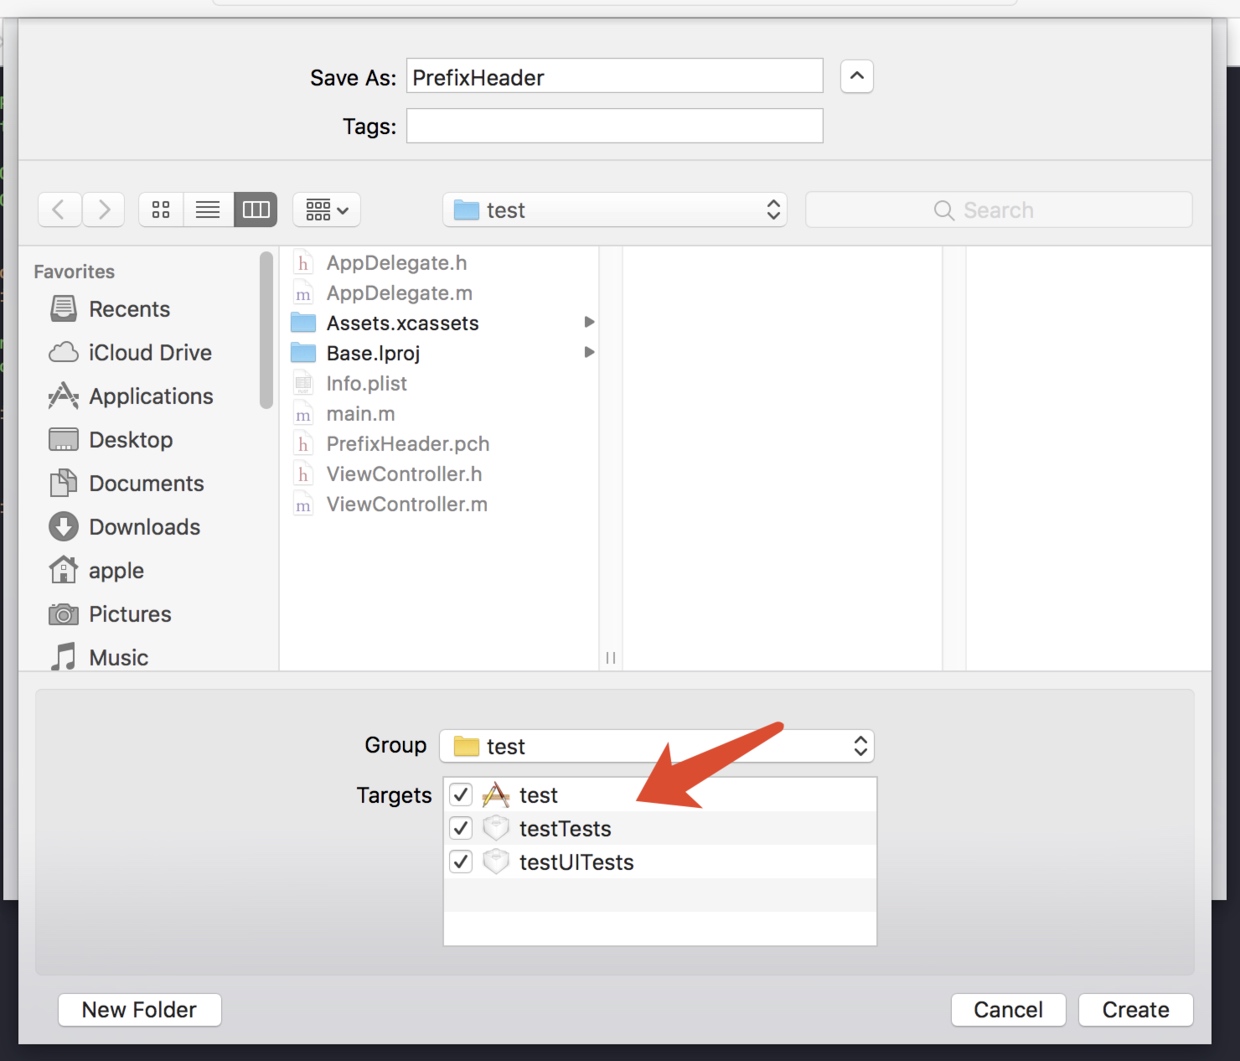 Save As: PrefixHeader
Tags:
test
Search
Favorites
Recents
iCloud Drive
Applications
Desktop
Documents
Downloads
apple
Pictures
Music
h AppDelegate.h
m AppDelegate.m
Assets.xcassets
Base.lproj
Info.plist
m main.m
h PrefixHeader.pch
h ViewController.h
m ViewController.m
Group test
Targets test
testTests
testUITests
New Folder
Cancel
Create